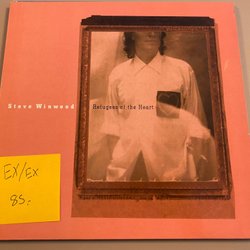 Steve Winwood
Refugees of the Heart
EX/EX
85.-